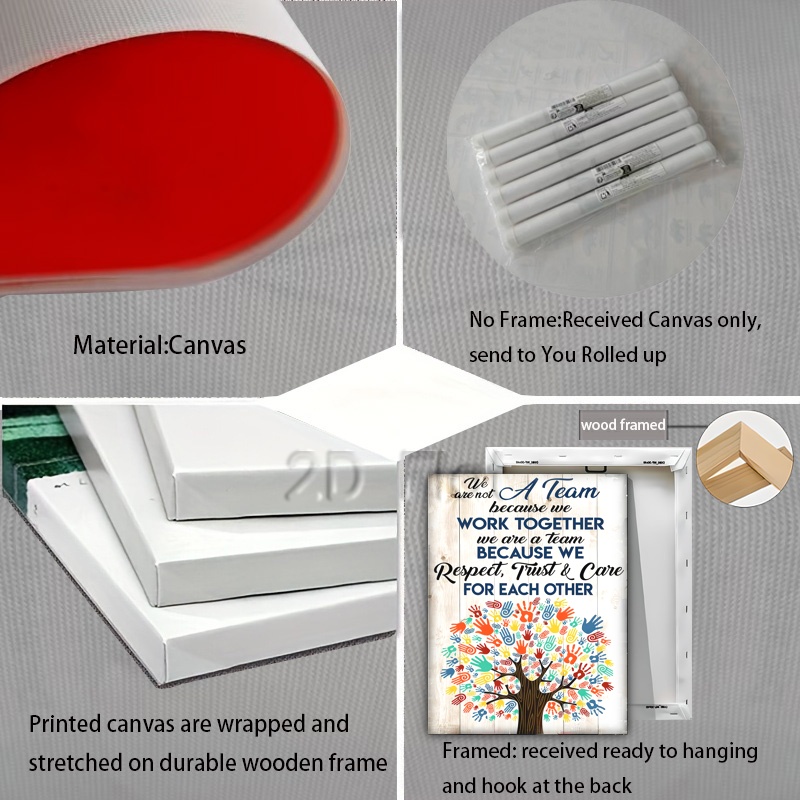 Material:Canvas
No Frame:Received Canvas only,
send to You Rolled up
wood framed
We
are not A Team
because we
WORK TOGETHER
we are a team
BECAUSE WE
Respect, Trust & Care
FOR EACH OTHER
Printed canvas are wrapped and
stretched on durable wooden frame
Framed: received ready to hanging
and hook at the back
2D